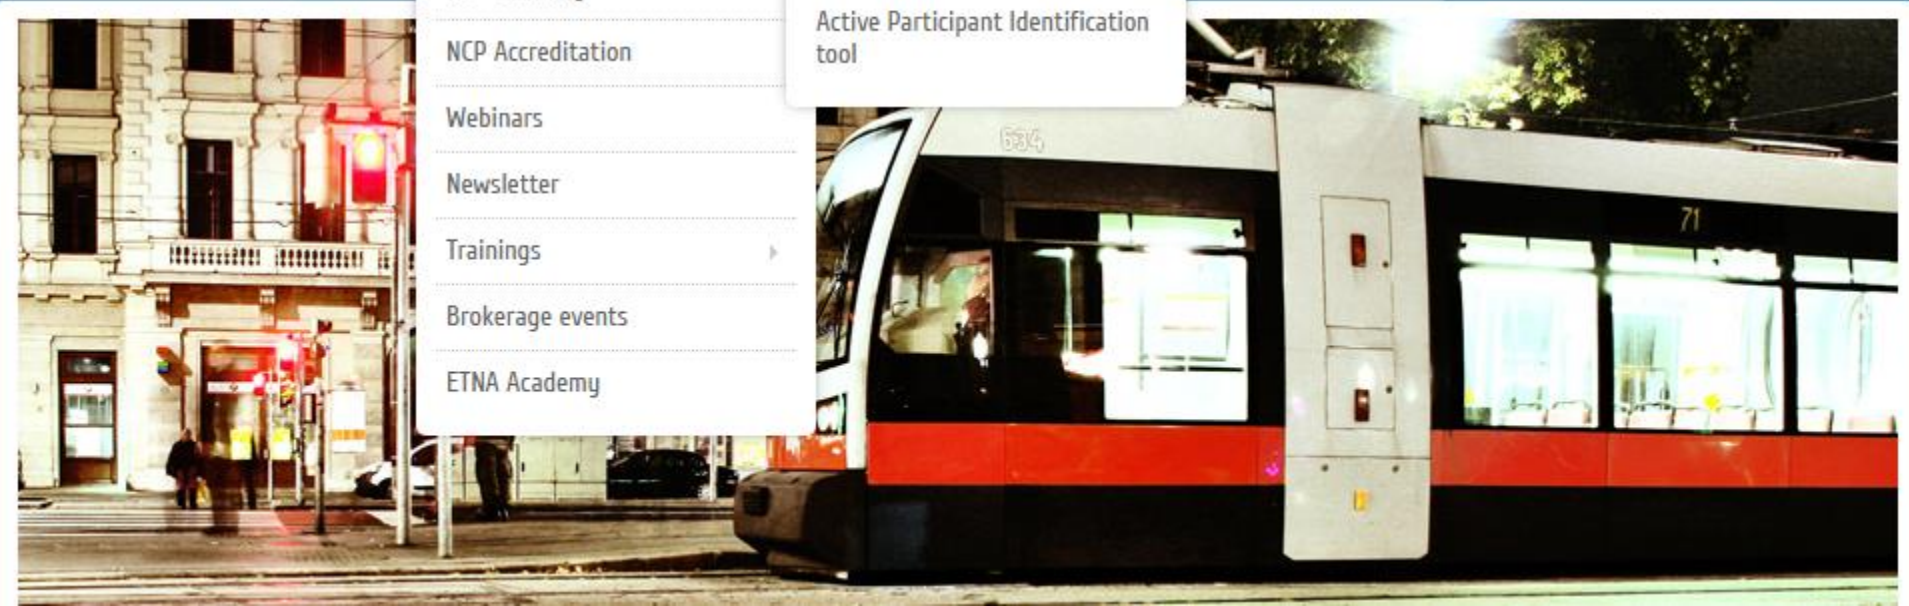 Active Participant Identification
tool
NCP Accreditation
Webinars
Newsletter
Trainings
Brokerage events
ETNA Academy
634
71